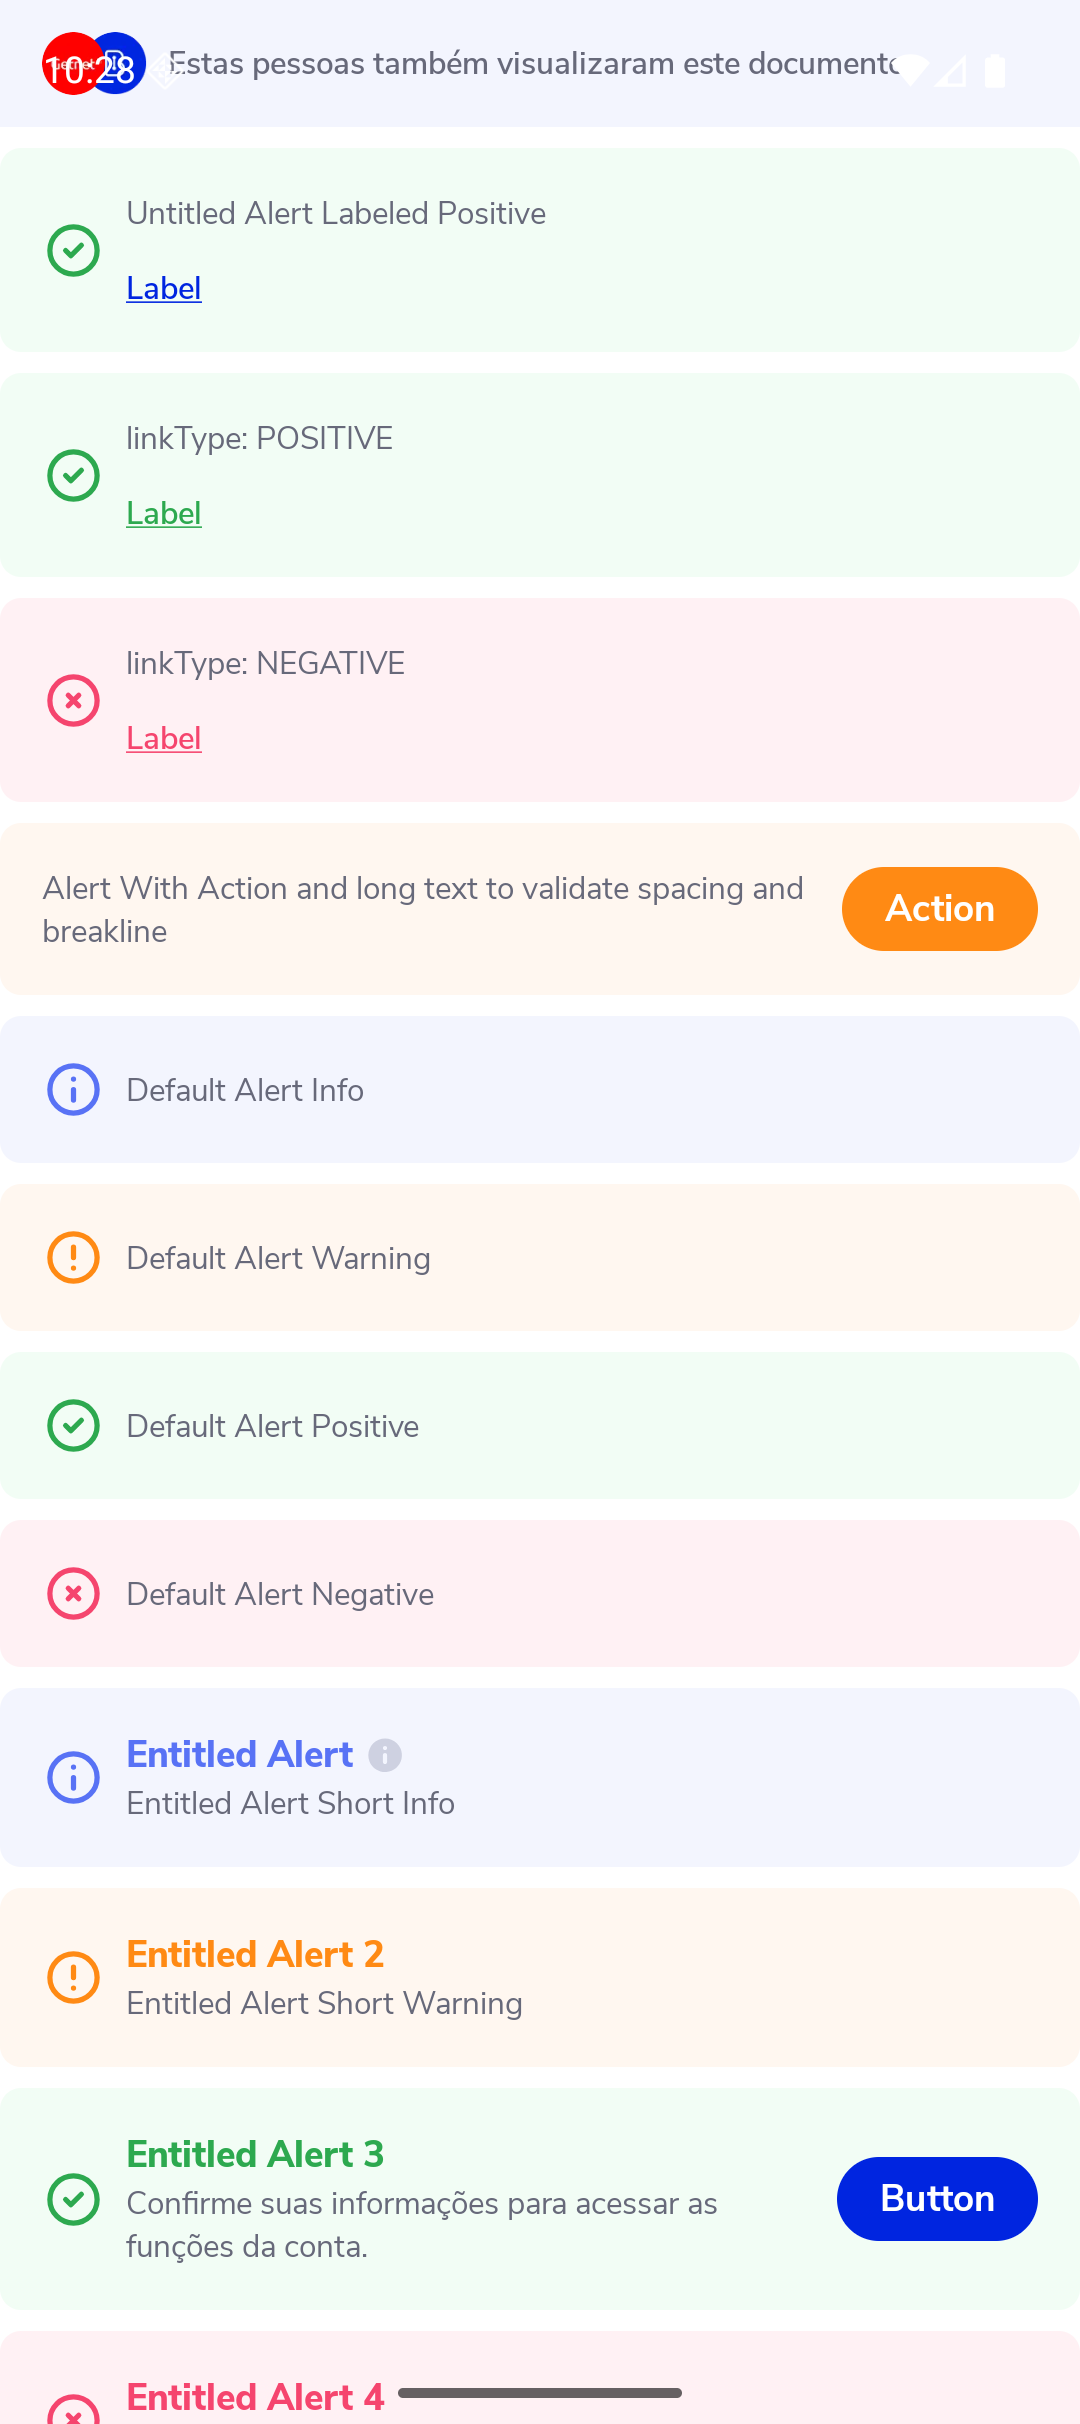 10:28
Estas pessoas também visualizaram este documento
Untitled Alert Labeled Positive
Label
linkType: POSITIVE
Label
linkType: NEGATIVE
Label
Alert With Action and long text to validate spacing and
breakline
Action
Default Alert Info
Default Alert Warning
Default Alert Positive
Default Alert Negative
Entitled Alert
Entitled Alert Short Info
Entitled Alert 2
Entitled Alert Short Warning
Entitled Alert 3
Confirme suas informações para acessar as
funções da conta.
Button
Entitled Alert 4